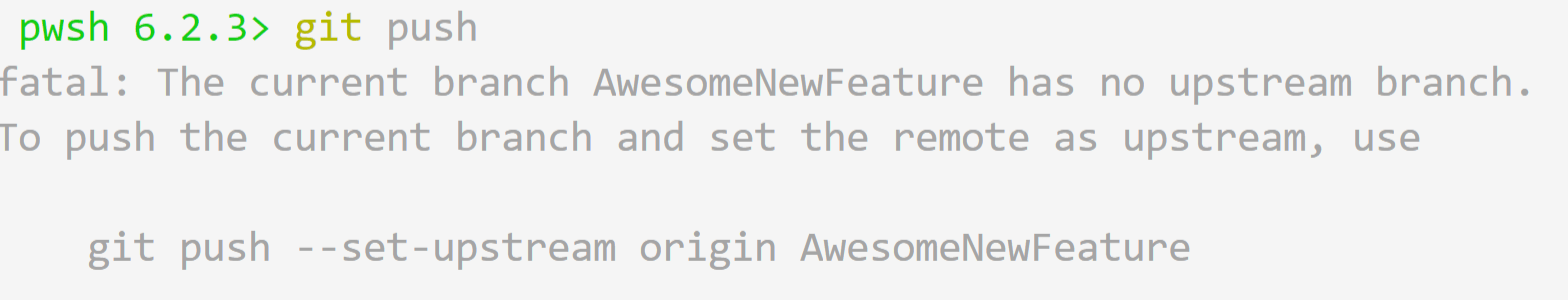 pwsh 6.2.3> git push
fatal: The current branch AwesomeNewFeature has no upstream branch.
To push the current branch and set the remote as upstream, use
git push --set-upstream origin AwesomeNewFeature